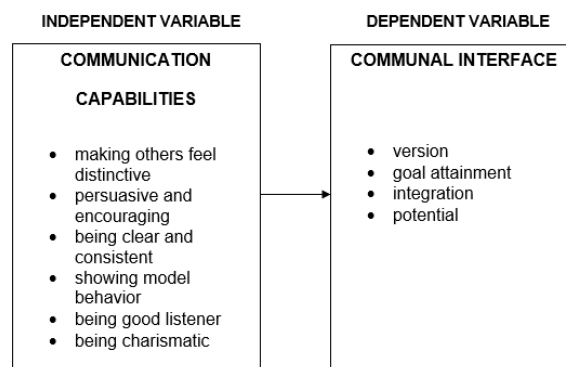 INDEPENDENT VARIABLE
COMMUNICATION
CAPABILITIES
• making others feel
distinctive
• persuasive and
encouraging
• being clear and
consistent
• showing model
behavior
• being good listener
• being charismatic
DEPENDENT VARIABLE
COMMUNAL INTERFACE
• version
• goal attainment
• integration
• potential